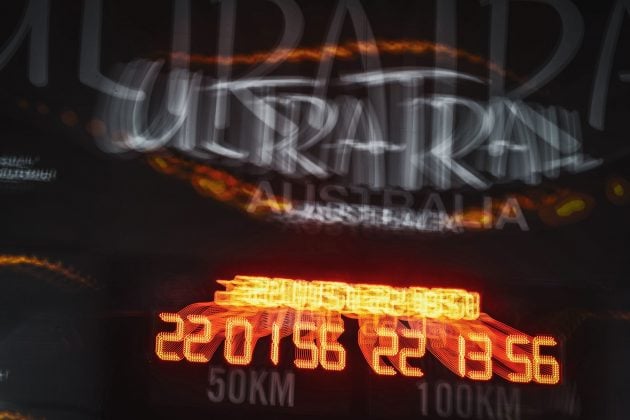 ULTRA-TRAIL
AUSTRALIA
22 01 56 22 13 56
50KM 100KM